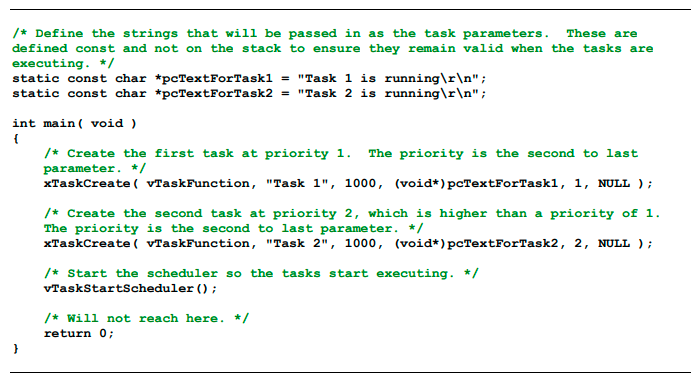 /* Define the strings that will be passed in as the task parameters.  These are
defined const and not on the stack to ensure they remain valid when the tasks are
executing. */
static const char *pcTextForTask1 = "Task 1 is running\r\n";
static const char *pcTextForTask2 = "Task 2 is running\r\n";
int main( void )
{
/* Create the first task at priority 1.  The priority is the second to last
parameter. */
xTaskCreate( vTaskFunction, "Task 1", 1000, (void*)pcTextForTask1, 1, NULL );
/* Create the second task at priority 2, which is higher than a priority of 1.
The priority is the second to last parameter. */
xTaskCreate( vTaskFunction, "Task 2", 1000, (void*)pcTextForTask2, 2, NULL );
/* Start the scheduler so the tasks start executing. */
vTaskStartScheduler();
/* Will not reach here. */
return 0;
}